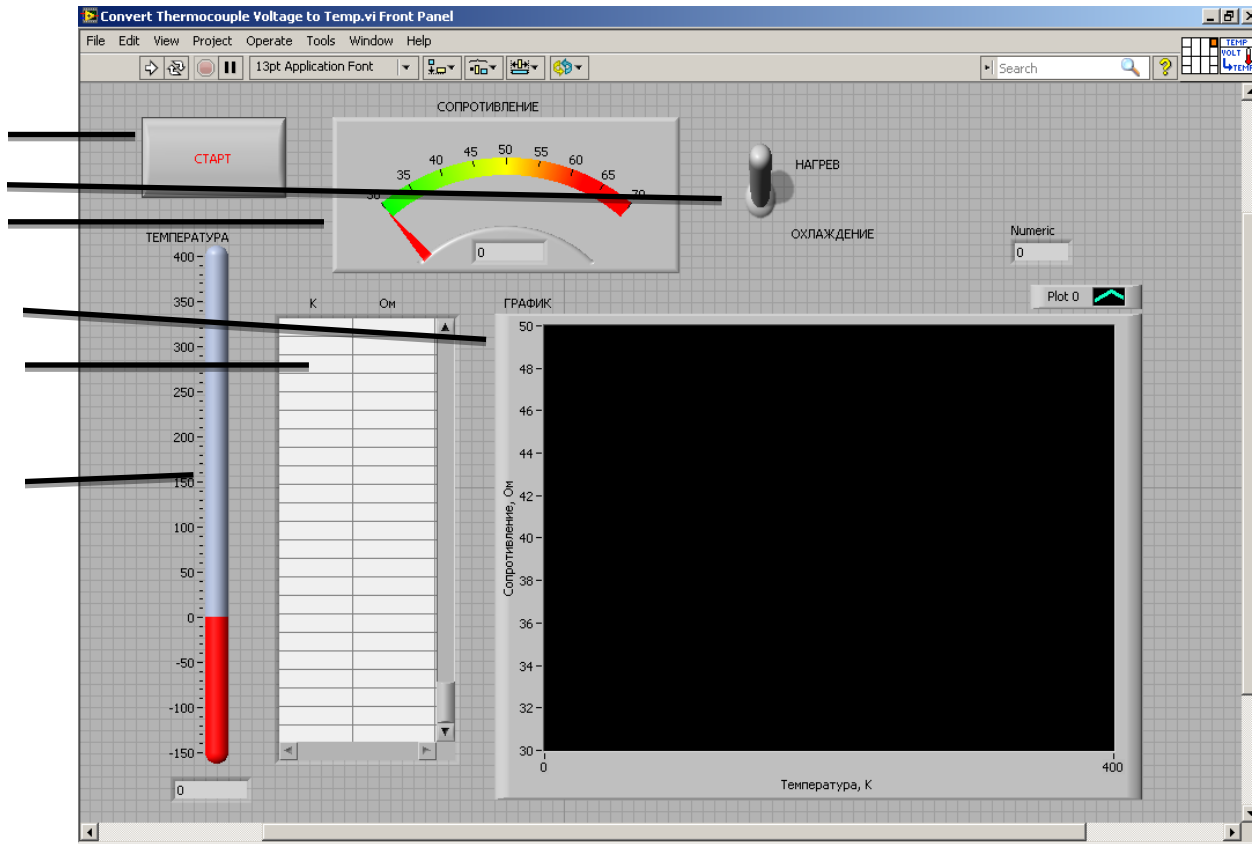 Convert Thermocouple Voltage to Temp.vi Front Panel
File Edit View Project Operate Tools Window Help
13pt Application Font
Search
TEMP
VOLT
TEMP
СОПРОТИВЛЕНИЕ
СТАРТ
30 35 40 45 50 55 60 65 70
0
НАГРЕВ
ОХЛАЖДЕНИЕ
Numeric
0
ТЕМПЕРАТУРА
400
350
300
250
200
150
100
50
0
-50
-100
-150
0
К Ом
ГРАФИК
Plot 0
50
48
46
44
42
40
38
36
34
32
30
Сопротивление, Ом
0 400
Температура, К